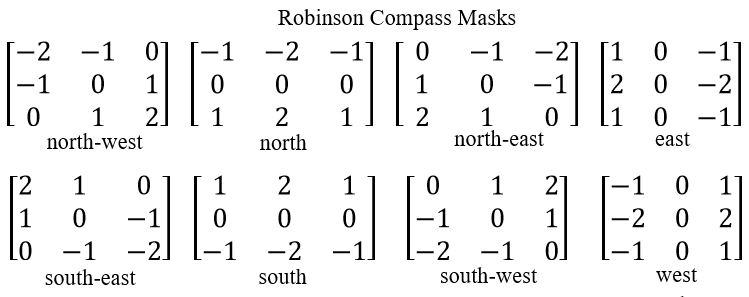 Robinson Compass Masks
[−2 −1 0] [−1 −2 −1] [0 −1 −2] [1 0 −1]
[−1 0 1] [0 0 0] [1 0 −1] [2 0 −2]
[0 1 2] [1 2 1] [2 1 0] [1 0 −1]
north-west north north-east east
[2 1 0] [1 2 1] [0 1 2] [−1 0 1]
[1 0 −1] [0 0 0] [−1 0 1] [−2 0 2]
[0 −1 −2] [−1 −2 −1] [−2 −1 0] [−1 0 1]
south-east south south-west west